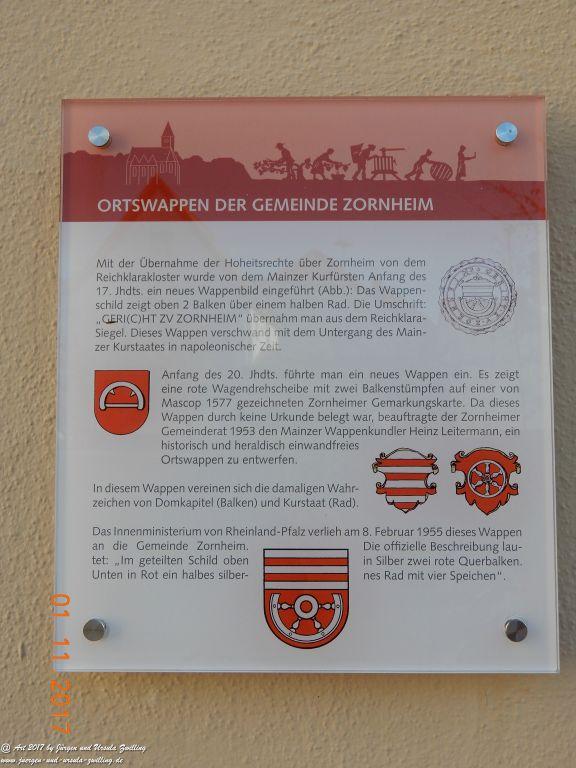 ORTSWAPPEN DER GEMEINDE ZORNHEIM
Mit der Übernahme der Hoheitsrechte über Zornheim von dem
Reichklarakloster wurde von dem Mainzer Kurfürsten Anfang des
17. Jhdts. ein neues Wappenbild eingeführt (Abb.): Das Wappen-
schild zeigt oben 2 Balken über einem halben Rad. Die Umschrift:
„GERI(C)HT ZV ZORNHEIM“ übernahm man aus dem Reichklara-
Siegel. Dieses Wappen verschwand mit dem Untergang des Main-
zer Kurstaates in napoleonischer Zeit.
Anfang des 20. Jhdts. führte man ein neues Wappen ein. Es zeigt
eine rote Wagendrehscheibe mit zwei Balkenstümpfen auf einer von
Mascop 1577 gezeichneten Zornheimer Gemarkungskarte. Da dieses
Wappen durch keine Urkunde belegt war, beauftragte der Zornheimer
Gemeinderat 1953 den Mainzer Wappenkundler Heinz Leitermann, ein
historisch und heraldisch einwandfreies
Ortswappen zu entwerfen.
In diesem Wappen vereinen sich die damaligen Wahr-
zeichen von Domkapitel (Balken) und Kurstaat (Rad).
Das Innenministerium von Rheinland-Pfalz verlieh am 8. Februar 1955 dieses Wappen
an die Gemeinde Zornheim. Die offizielle Beschreibung lau-
tet: „Im geteilten Schild oben in Silber zwei rote Querbalken.
Unten in Rot ein halbes silber- nes Rad mit vier Speichen“.
01 11 2017
@ Art 2017 by Jürgen und Ursula Zwilling
www.juergen-und-ursula-zwilling.de